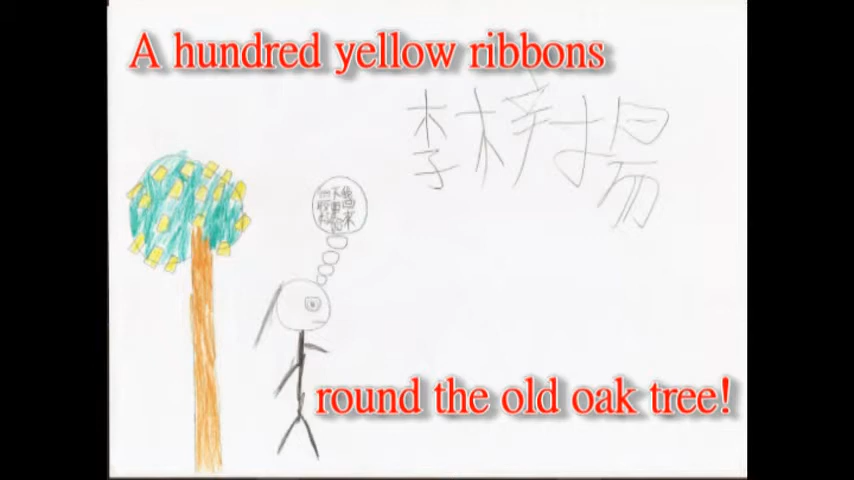 A hundred yellow ribbons
李梓揚
round the old oak tree!